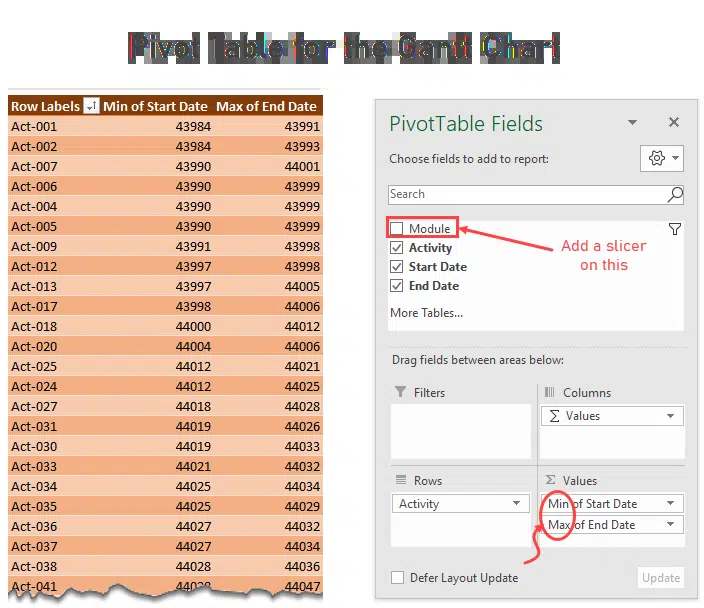 Pivot Table for the Gantt Chart
Row Labels Min of Start Date Max of End Date
Act-001 43984 43991
Act-002 43984 43993
Act-007 43990 44001
Act-006 43990 43999
Act-004 43990 43999
Act-005 43990 43999
Act-009 43991 43998
Act-012 43997 43998
Act-013 43997 44005
Act-017 43998 44006
Act-018 44000 44012
Act-020 44004 44006
Act-025 44012 44021
Act-024 44012 44025
Act-027 44018 44028
Act-031 44019 44026
Act-030 44019 44033
Act-033 44021 44032
Act-034 44025 44034
Act-035 44025 44029
Act-036 44027 44032
Act-037 44027 44034
Act-038 44028 44036
Act-041 44028 44047
PivotTable Fields
Choose fields to add to report:
Search
Module
Activity
Start Date
End Date
More Tables...
Add a slicer
on this
Drag fields between areas below:
Filters
Columns
Σ Values
Rows
Activity
Σ Values
Min of Start Date
Max of End Date
Defer Layout Update
Update